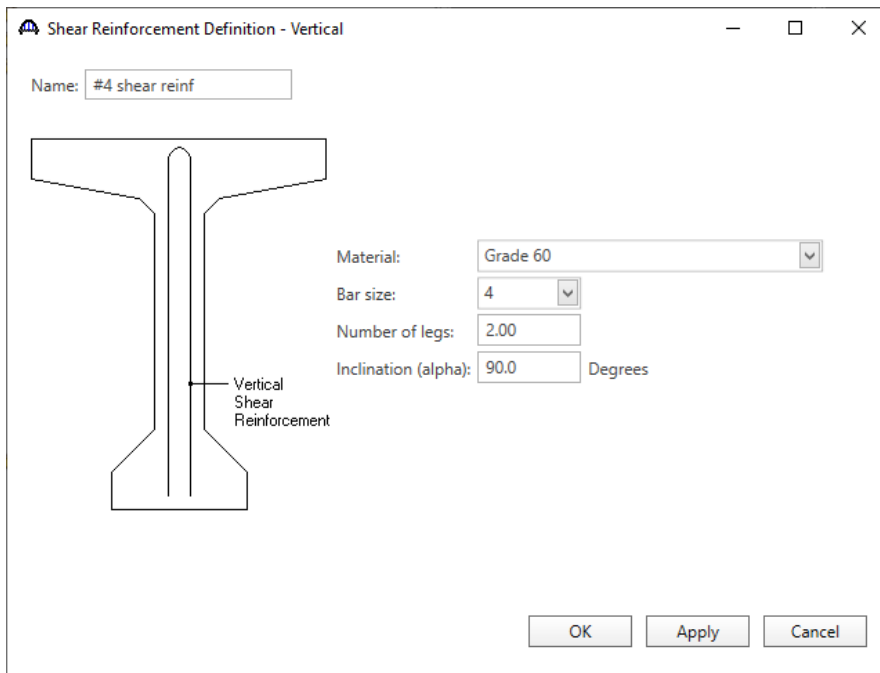 Shear Reinforcement Definition - Vertical
Name: #4 shear reinf
Material: Grade 60
Bar size: 4
Number of legs: 2.00
Inclination (alpha): 90.0 Degrees
Vertical
Shear
Reinforcement
OK Apply Cancel